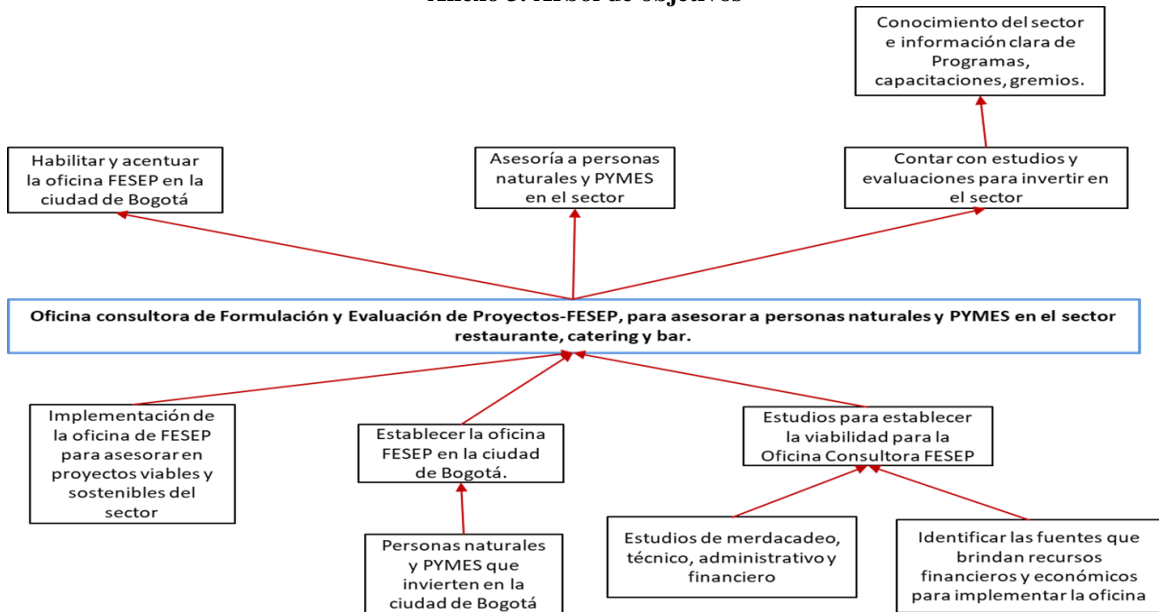 Anexo 3. Árbol de objetivos
Conocimiento del sector
e información clara de
Programas,
capacitaciones, gremios.
Habilitar y acentuar
la oficina FESEP en la
ciudad de Bogotá
Asesoría a personas
naturales y PYMES
en el sector
Contar con estudios y
evaluaciones para invertir en
el sector
Oficina consultora de Formulación y Evaluación de Proyectos-FESEP, para asesorar a personas naturales y PYMES en el sector
restaurante, catering y bar.
Implementación de
la oficina de FESEP
para asesorar en
proyectos viables y
sostenibles del
sector
Establecer la oficina
FESEP en la ciudad
de Bogotá.
Estudios para establecer
la viabilidad para la
Oficina Consultora FESEP
Personas naturales
y PYMES que
invierten en la
ciudad de Bogotá
Estudios de merdacadeo,
técnico, administrativo y
financiero
Identificar las fuentes que
brindan recursos
financieros y económicos
para implementar la oficina